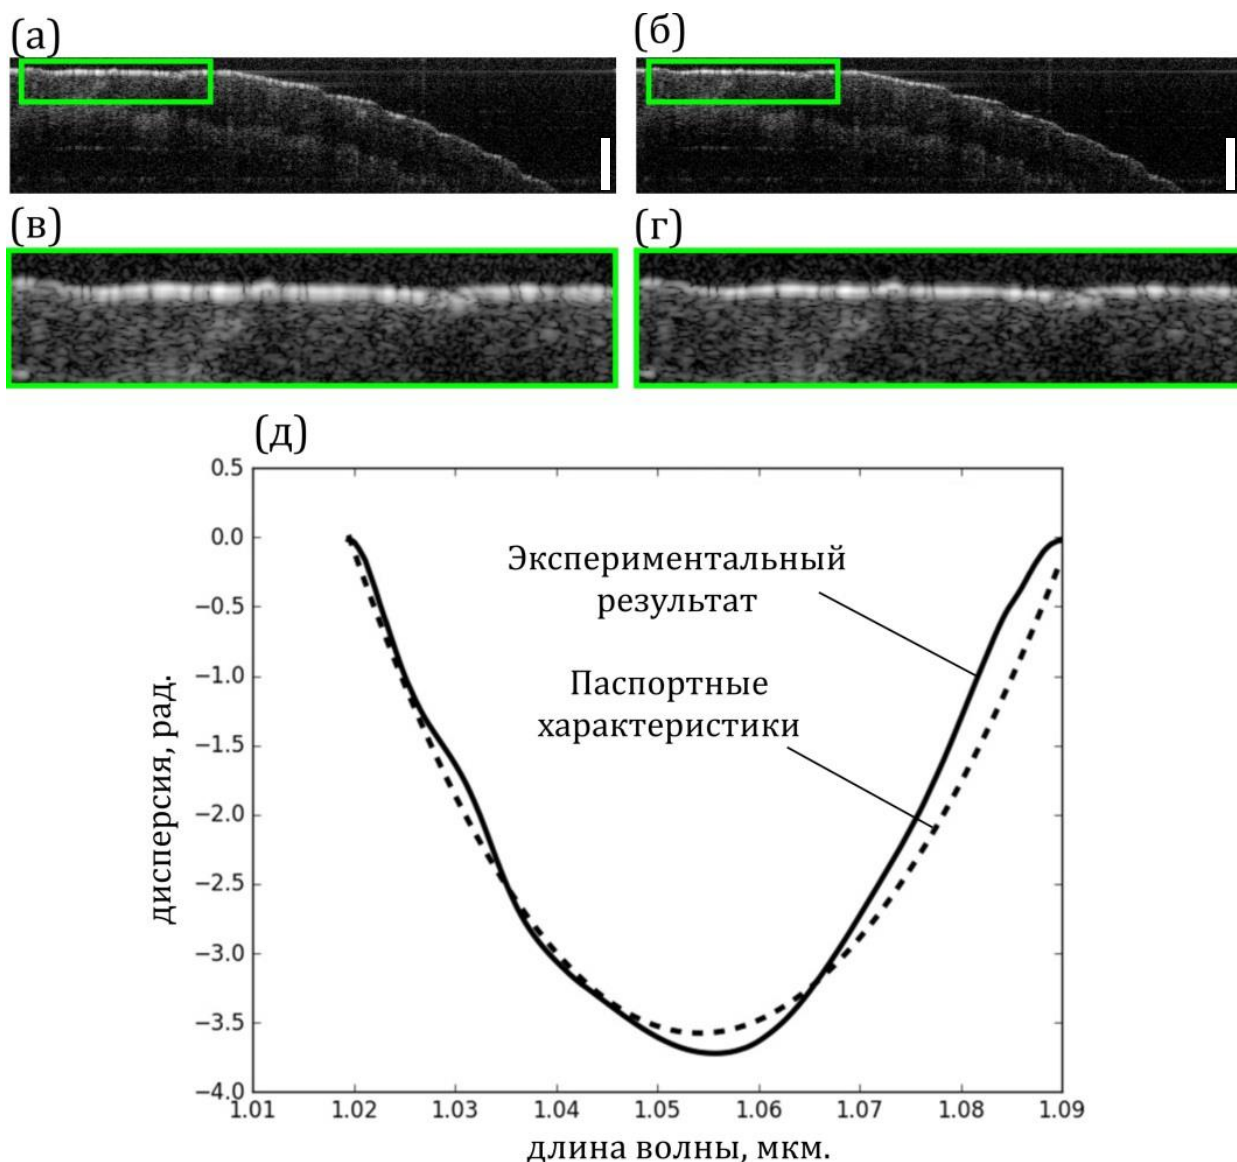 (а)
(б)
(в)
(г)
(д)
0.5
0.0
−0.5
−1.0
−1.5
−2.0
−2.5
−3.0
−3.5
−4.0
дисперсия, рад.
Экспериментальный
результат
Паспортные
характеристики
1.01
1.02
1.03
1.04
1.05
1.06
1.07
1.08
1.09
длина волны, мкм.